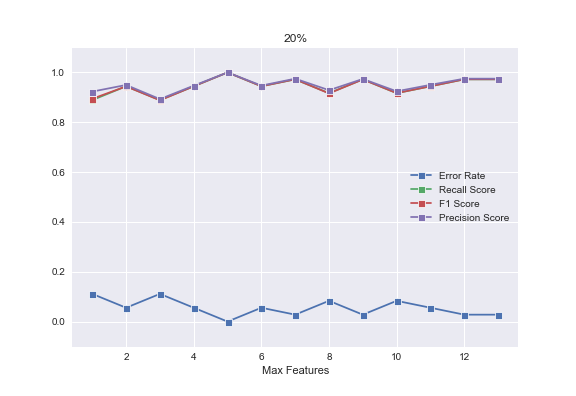 20%
1.0
0.8
0.6
0.4
0.2
0.0
Error Rate
Recall Score
F1 Score
Precision Score
2 4 6 8 10 12
Max Features